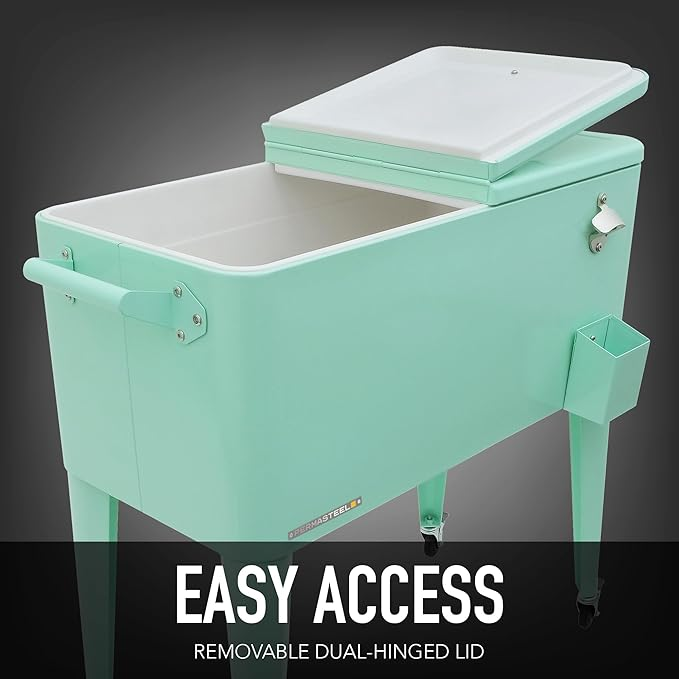 PERMASTEEL
EASY ACCESS
REMOVABLE DUAL-HINGED LID